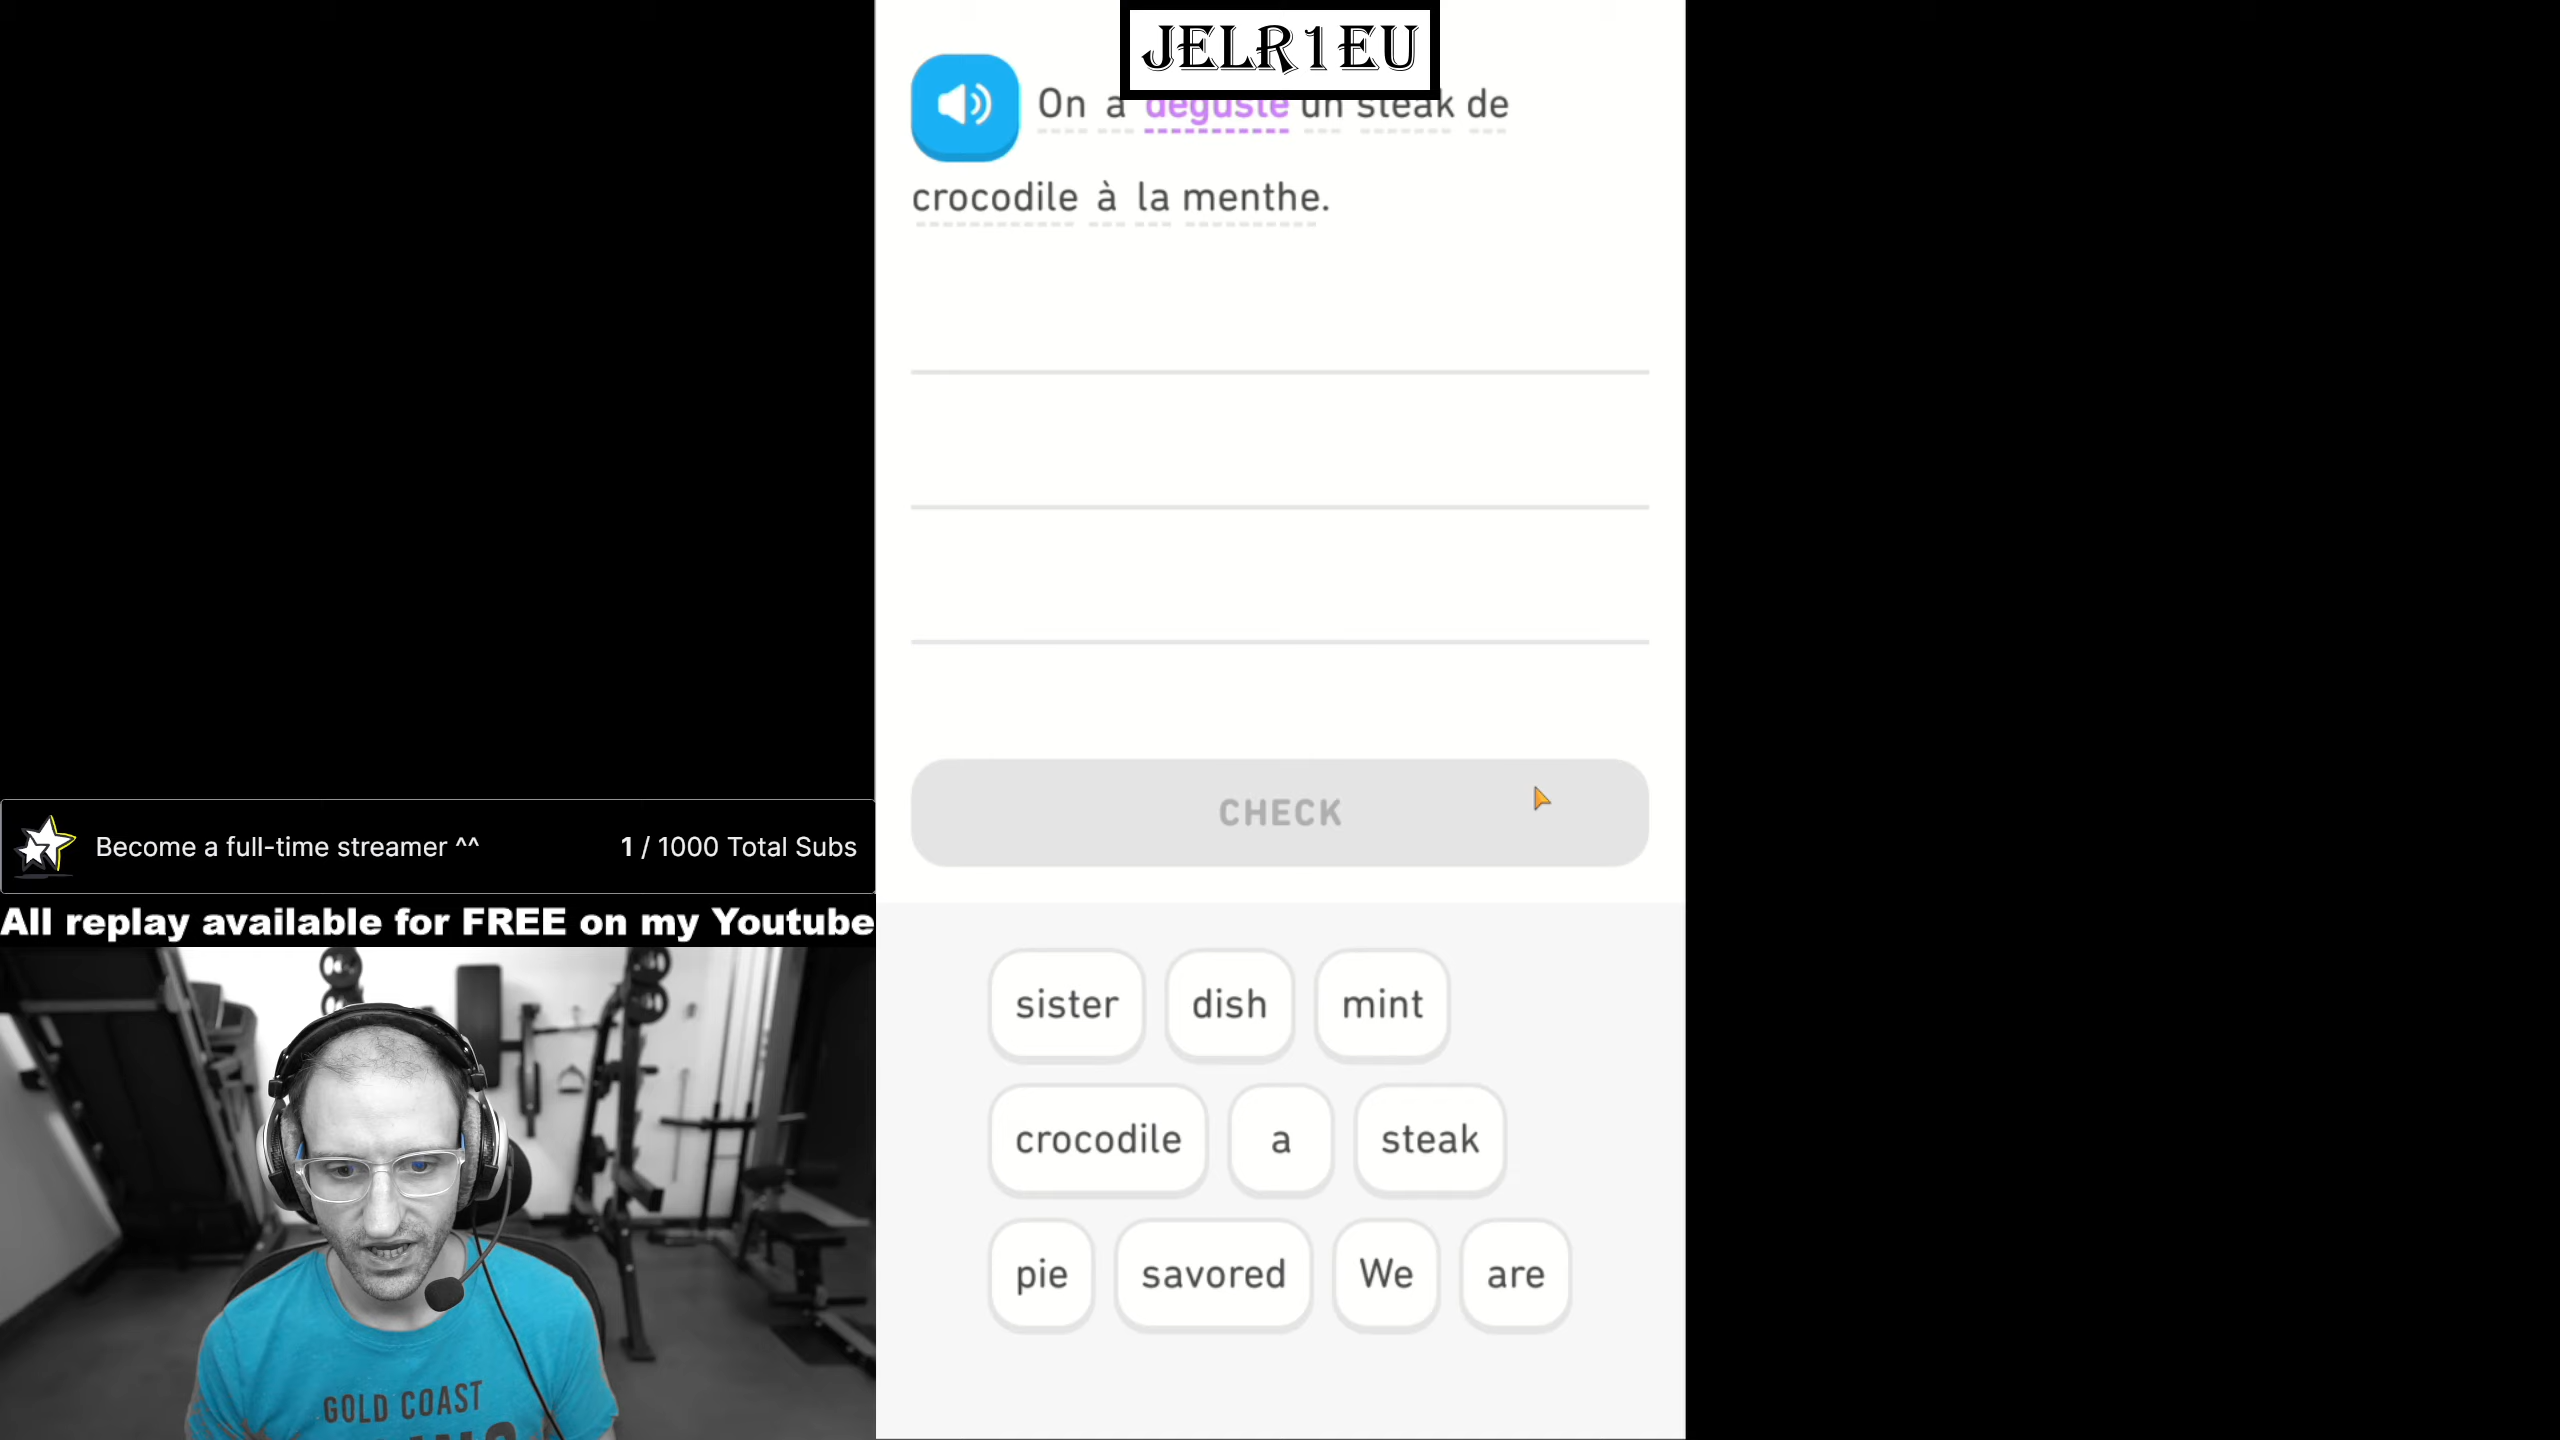 JELR1EU
On a dégusté un steak de
crocodile à la menthe.
CHECK
Become a full-time streamer ^^ 1 / 1000 Total Subs
All replay available for FREE on my Youtube
sister dish mint
crocodile a steak
pie savored We are
GOLD COAST